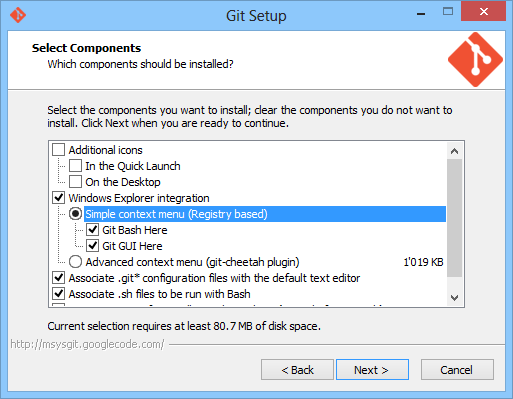 Git Setup
Select Components
Which components should be installed?
Select the components you want to install; clear the components you do not want to
install. Click Next when you are ready to continue.
Additional icons
In the Quick Launch
On the Desktop
Windows Explorer integration
Simple context menu (Registry based)
Git Bash Here
Git GUI Here
Advanced context menu (git-cheetah plugin) 1'019 KB
Associate .git* configuration files with the default text editor
Associate .sh files to be run with Bash
Current selection requires at least 80.7 MB of disk space.
http://msysgit.googlecode.com/
< Back Next > Cancel